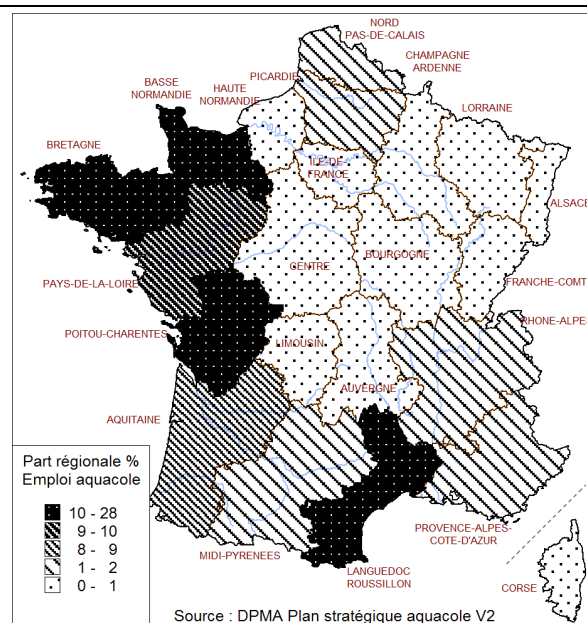 NORD
PAS-DE-CALAIS
CHAMPAGNE
ARDENNE
PICARDIE
HAUTE
NORMANDIE
BASSE
NORMANDIE
LORRAINE
BRETAGNE
ILE-DE-
FRANCE
ALSACE
PAYS-DE-LA-LOIRE
CENTRE
BOURGOGNE
FRANCHE-COMT
POITOU-CHARENTES
LIMOUSIN
RHONE-ALPES
AUVERGNE
AQUITAINE
MIDI-PYRENEES
LANGUEDOC
ROUSSILLON
PROVENCE-ALPES-
COTE-D'AZUR
CORSE
Part régionale %
Emploi aquacole
10 - 28
9 - 10
8 - 9
1 - 2
0 - 1
Source : DPMA Plan stratégique aquacole V2